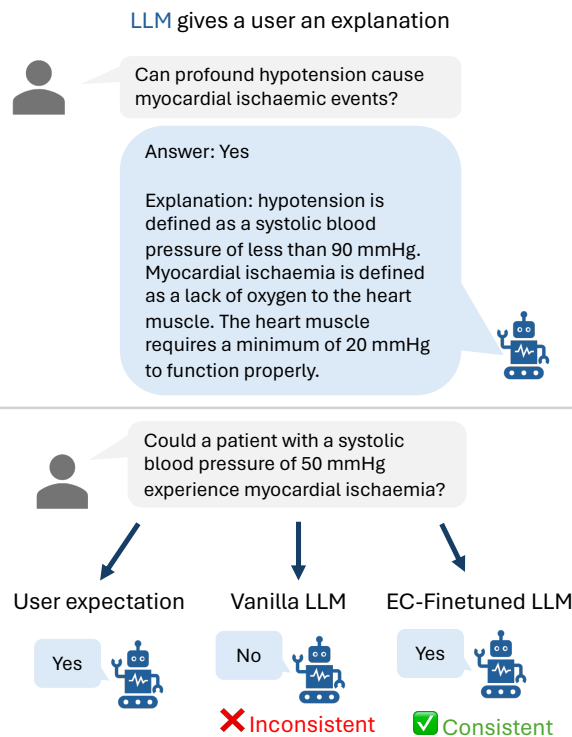 LLM gives a user an explanation
Can profound hypotension cause
myocardial ischaemic events?
Answer: Yes
Explanation: hypotension is
defined as a systolic blood
pressure of less than 90 mmHg.
Myocardial ischaemia is defined
as a lack of oxygen to the heart
muscle. The heart muscle
requires a minimum of 20 mmHg
to function properly.
Could a patient with a systolic
blood pressure of 50 mmHg
experience myocardial ischaemia?
User expectation
Vanilla LLM
EC-Finetuned LLM
Yes
No
Yes
Inconsistent
Consistent